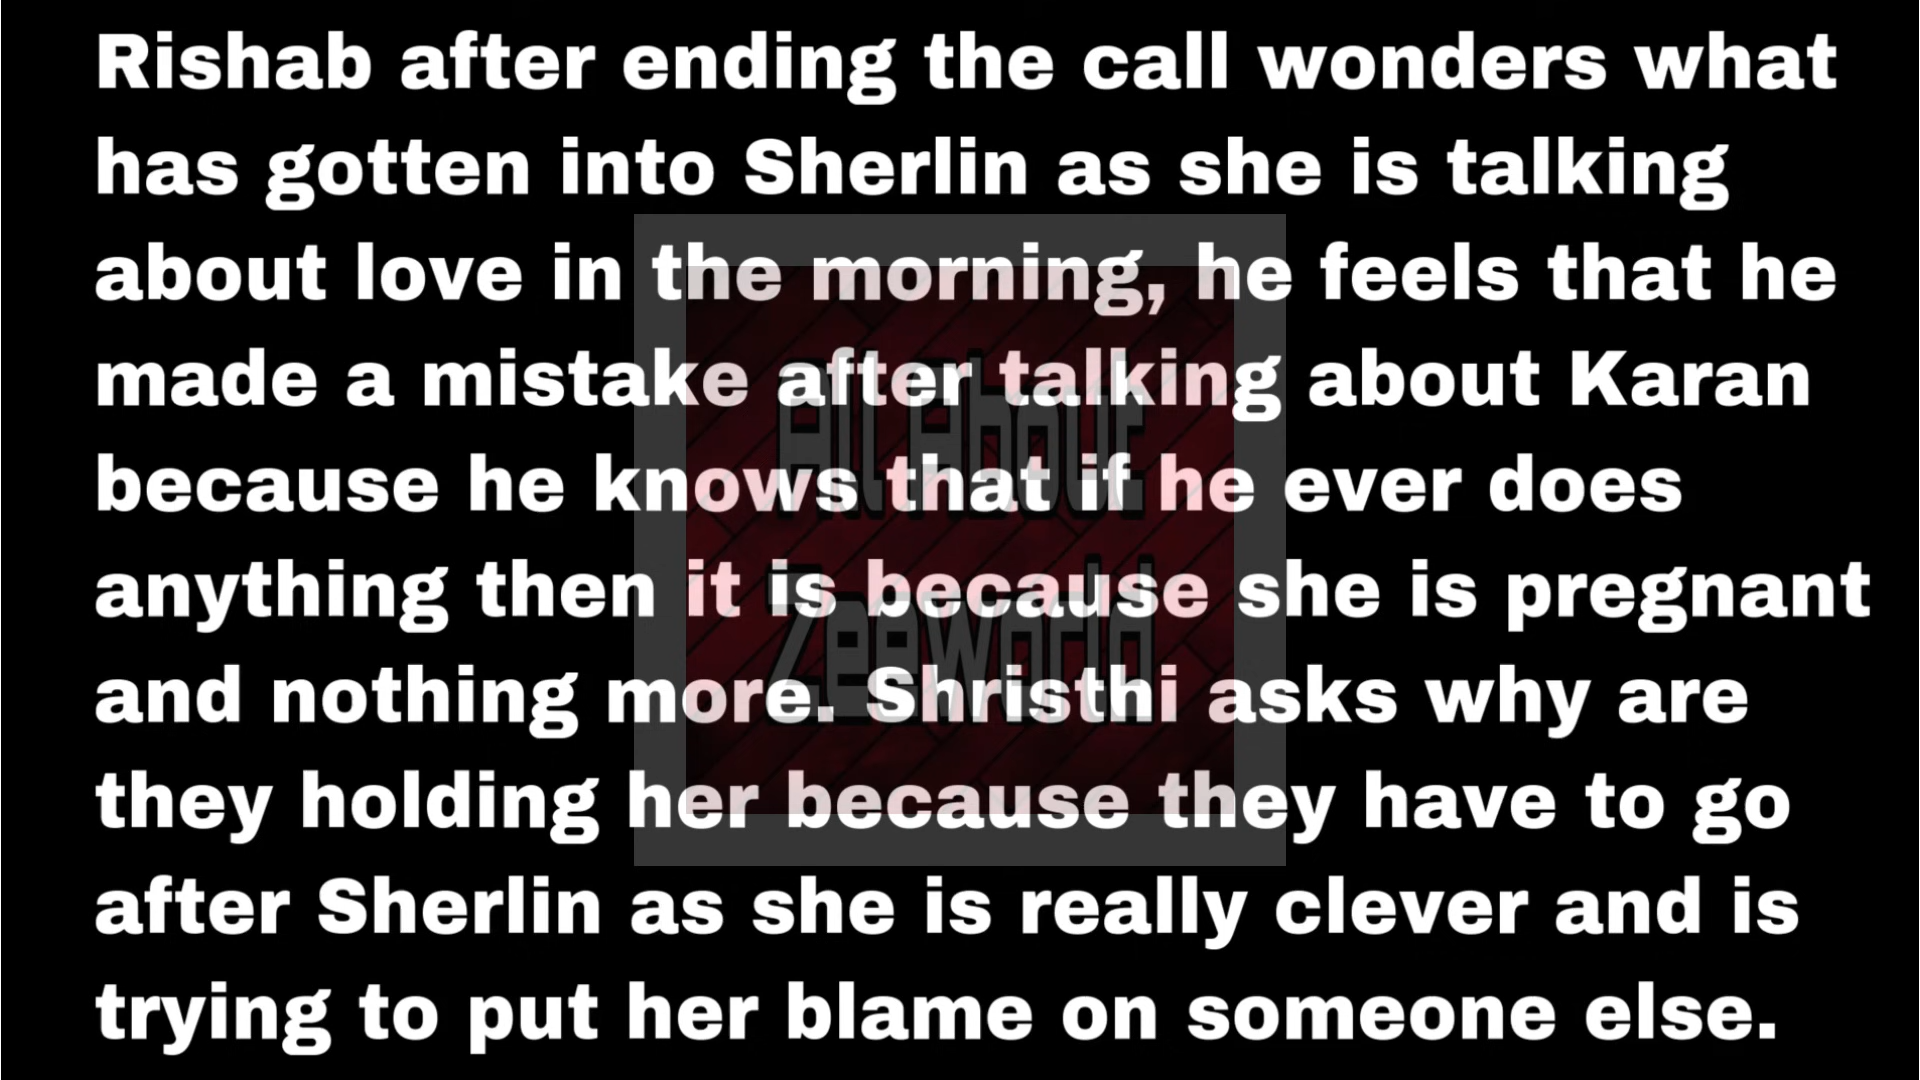 Rishab after ending the call wonders what
has gotten into Sherlin as she is talking
about love in the morning, he feels that he
made a mistake after talking about Karan
because he knows that if he ever does
anything then it is because she is pregnant
and nothing more. Shristhi asks why are
they holding her because they have to go
after Sherlin as she is really clever and is
trying to put her blame on someone else.
All About
Zeeworld